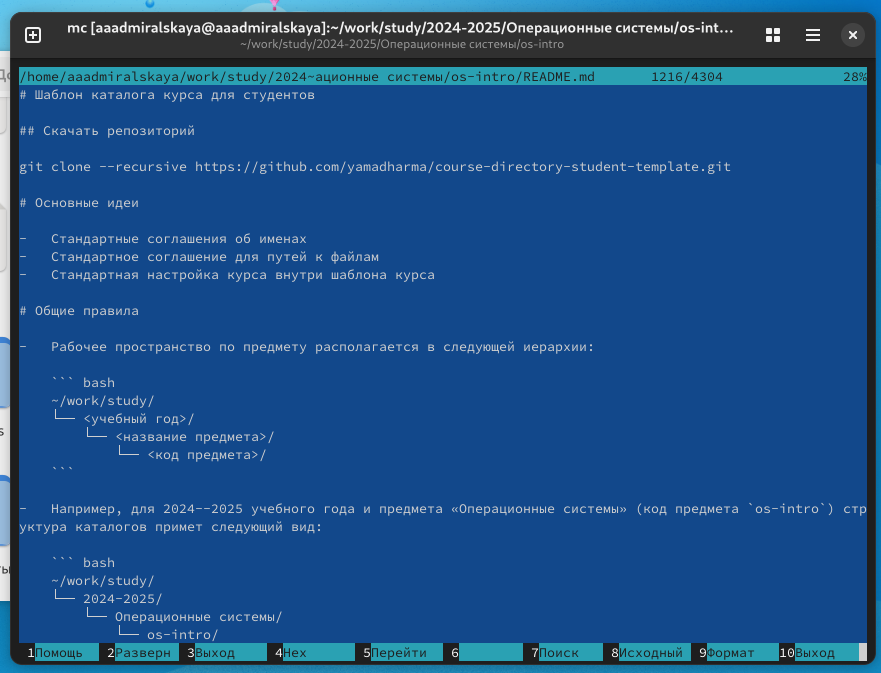 mc [aaadmiralskaya@aaadmiralskaya]:~/work/study/2024-2025/Операционные системы/os-int…
~/work/study/2024-2025/Операционные системы/os-intro
/home/aaadmiralskaya/work/study/2024~ационные системы/os-intro/README.md 1216/4304 28%
# Шаблон каталога курса для студентов
## Скачать репозиторий
git clone --recursive https://github.com/yamadharma/course-directory-student-template.git
# Основные идеи
- Стандартные соглашения об именах
- Стандартное соглашение для путей к файлам
- Стандартная настройка курса внутри шаблона курса
# Общие правила
- Рабочее пространство по предмету располагается в следующей иерархии:
``` bash
~/work/study/
└── <учебный год>/
└── <название предмета>/
└── <код предмета>/
```
- Например, для 2024--2025 учебного года и предмета «Операционные системы» (код предмета `os-intro`) стр
уктура каталогов примет следующий вид:
``` bash
~/work/study/
└── 2024-2025/
└── Операционные системы/
└── os-intro/
1Помощь 2Разверн 3Выход 4Hex 5Перейти 6 7Поиск 8Исходный 9Формат 10Выход